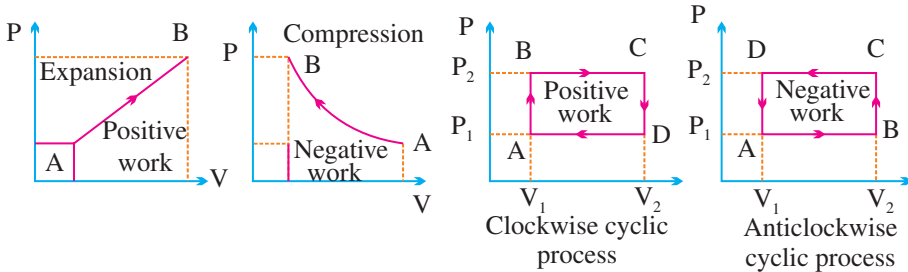 P
B
Expansion
Positive
work
A
V
Compression
P
B
A
Negative
work
V
P
B
C
P₂
Positive
work
P₁
A
D
V₁
V₂
Clockwise cyclic
process
P
D
C
P₂
Negative
work
P₁
A
B
V₁
V₂
V
Anticlockwise
cyclic process